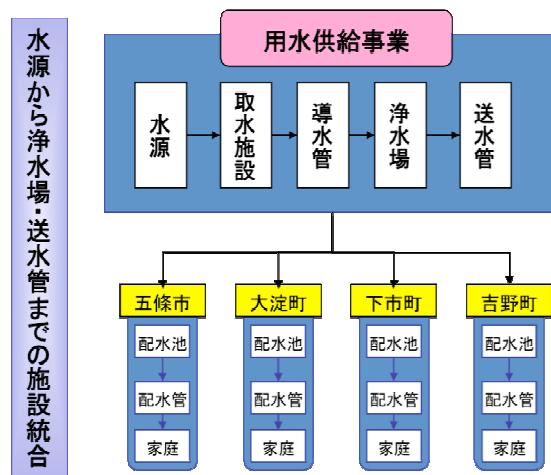 水源から浄水場・送水管までの施設統合
用水供給事業
水源
取水施設
導水管
浄水場
送水管
五條市
大淀町
下市町
吉野町
配水池
配水池
配水池
配水池
配水管
配水管
配水管
配水管
家庭
家庭
家庭
家庭